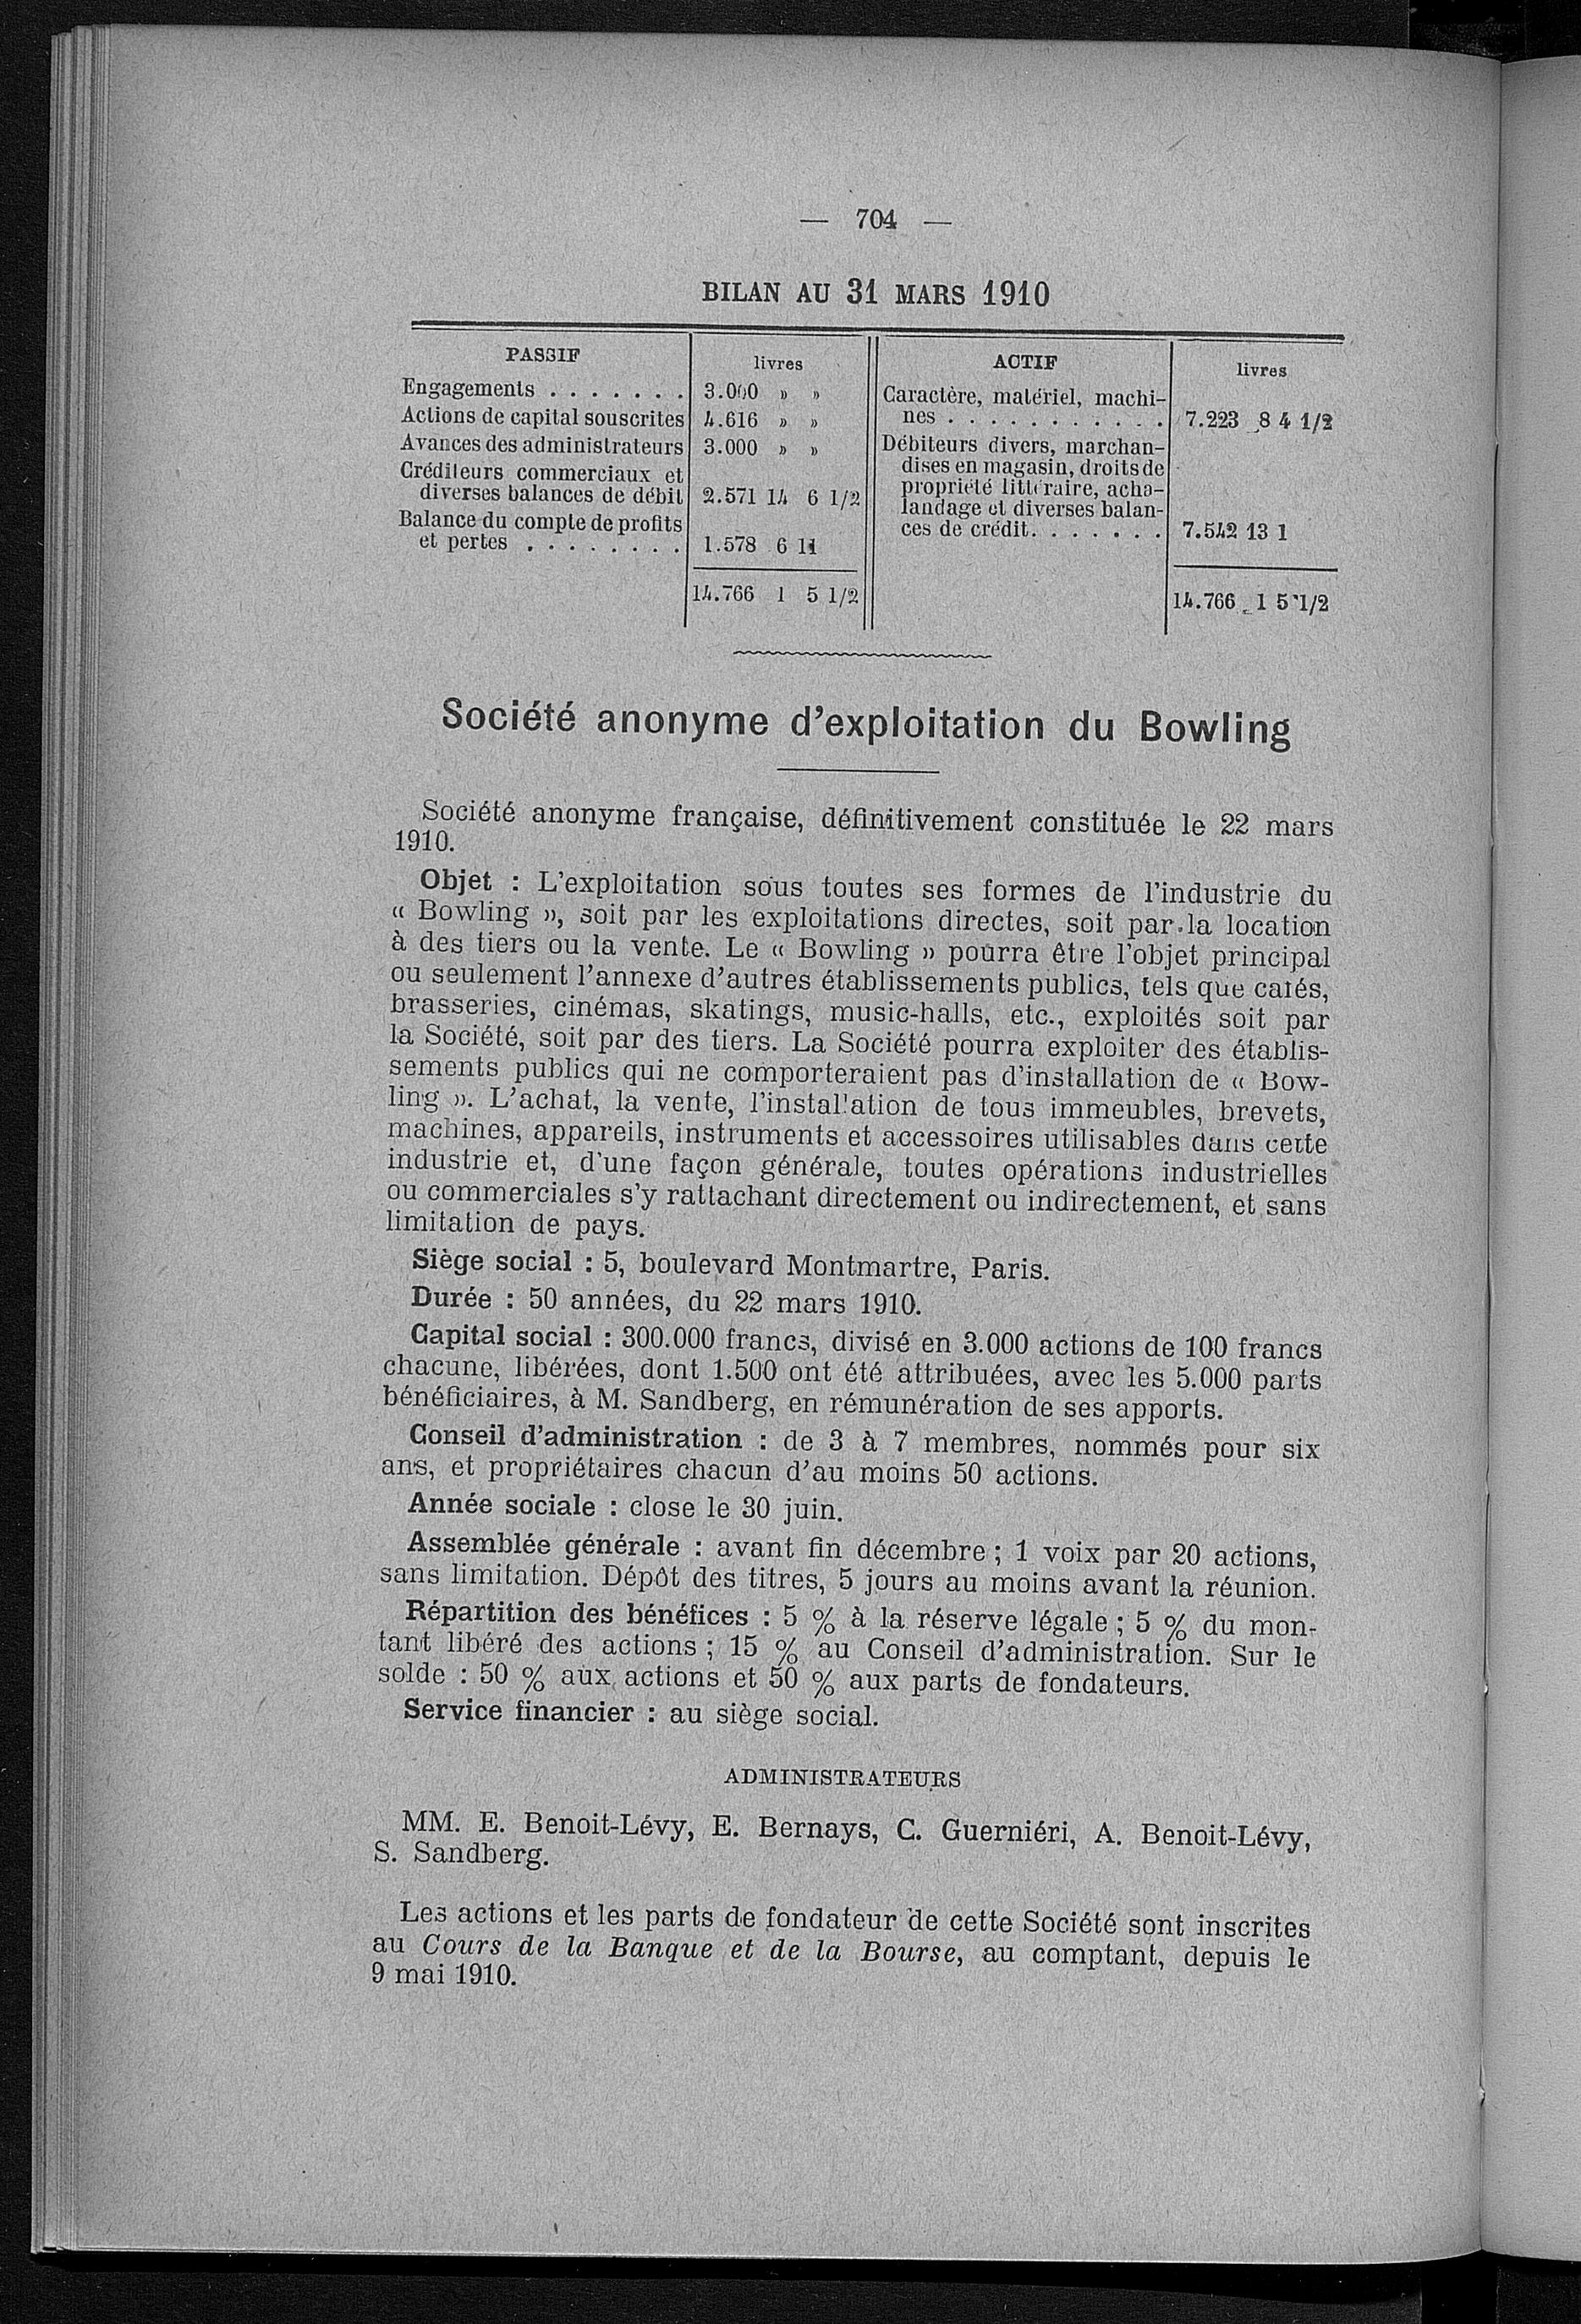 — 704 —
BILAN AU 31 MARS 1910
PASSIF livres
Engagements . . . . . . . 3.000 » »
Actions de capital souscrites 4.616 » »
Avances des administrateurs 3.000 » »
Créditeurs commerciaux et
diverses balances de débit 2.571 14 6 1/2
Balance du compte de profits
et pertes . . . . . . . . 1.578 6 11
14.766 1 5 1/2
ACTIF livres
Caractère, matériel, machi-
nes . . . . . . . . . . . 7.223 8 4 1/2
Débiteurs divers, marchan-
dises en magasin, droits de
propriété littéraire, acha-
landage et diverses balan-
ces de crédit. . . . . . . 7.542 13 1
14.766 1 5 1/2
Société anonyme d'exploitation du Bowling
Société anonyme française, définitivement constituée le 22 mars
1910.
Objet : L'exploitation sous toutes ses formes de l'industrie du
« Bowling », soit par les exploitations directes, soit par la location
à des tiers ou la vente. Le « Bowling » pourra être l'objet principal
ou seulement l'annexe d'autres établissements publics, tels que cafés,
brasseries, cinémas, skatings, music-halls, etc., exploités soit par
la Société, soit par des tiers. La Société pourra exploiter des établis-
sements publics qui ne comporteraient pas d'installation de « Bow-
ling ». L'achat, la vente, l'installation de tous immeubles, brevets,
machines, appareils, instruments et accessoires utilisables dans cette
industrie et, d'une façon générale, toutes opérations industrielles
ou commerciales s'y rattachant directement ou indirectement, et sans
limitation de pays.
Siège social : 5, boulevard Montmartre, Paris.
Durée : 50 années, du 22 mars 1910.
Capital social : 300.000 francs, divisé en 3.000 actions de 100 francs
chacune, libérées, dont 1.500 ont été attribuées, avec les 5.000 parts
bénéficiaires, à M. Sandberg, en rémunération de ses apports.
Conseil d'administration : de 3 à 7 membres, nommés pour six
ans, et propriétaires chacun d'au moins 50 actions.
Année sociale : close le 30 juin.
Assemblée générale : avant fin décembre ; 1 voix par 20 actions,
sans limitation. Dépôt des titres, 5 jours au moins avant la réunion.
Répartition des bénéfices : 5 % à la réserve légale ; 5 % du mon-
tant libéré des actions ; 15 % au Conseil d'administration. Sur le
solde : 50 % aux actions et 50 % aux parts de fondateurs.
Service financier : au siège social.
ADMINISTRATEURS
MM. E. Benoit-Lévy, E. Bernays, C. Guerniéri, A. Benoit-Lévy,
S. Sandberg.
Les actions et les parts de fondateur de cette Société sont inscrites
au Cours de la Banque et de la Bourse, au comptant, depuis le
9 mai 1910.